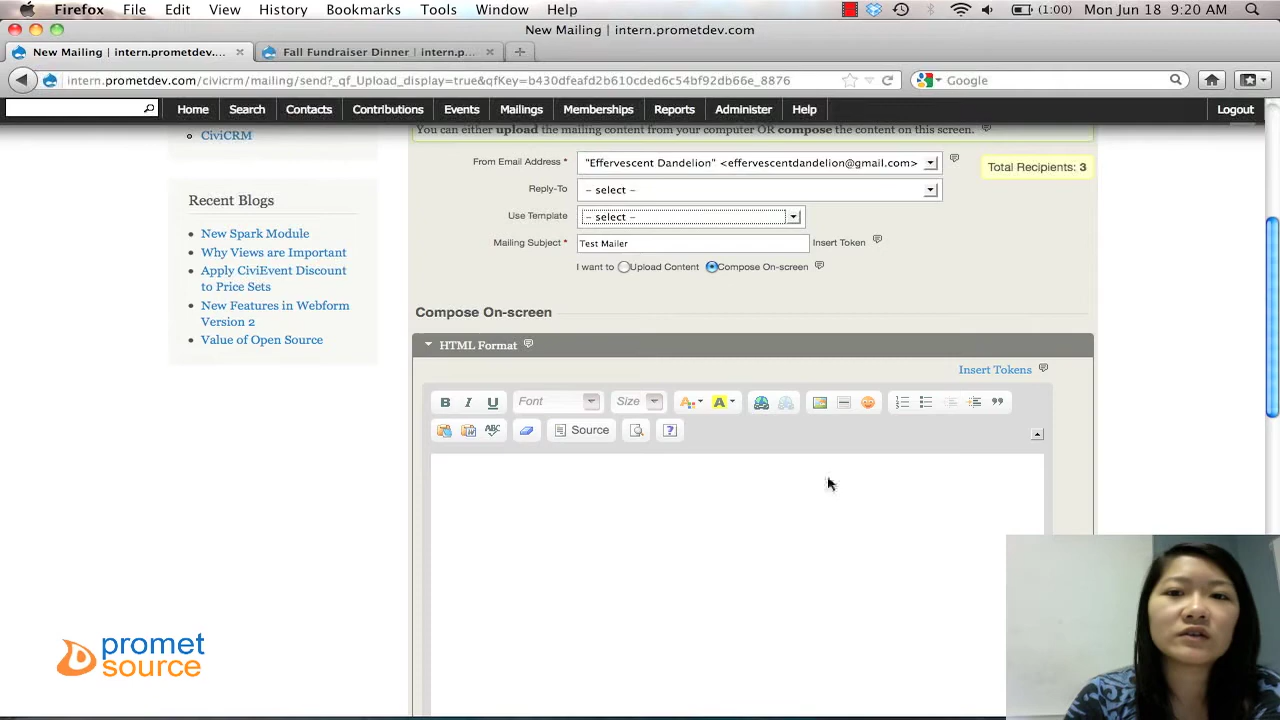 Firefox File Edit View History Bookmarks Tools Window Help (1:00) Mon Jun 18 9:20 AM
New Mailing | intern.prometdev.com
New Mailing | intern.prometdev.... Fall Fundraiser Dinner | intern.p...
intern.prometdev.com/civicrm/mailing/send?_qf_Upload_display=true&qfKey=b430dfeafd2b610cded6c54bf92db66e_8876 Google
Home Search Contacts Contributions Events Mailings Memberships Reports Administer Help Logout
CiviCRM
You can either upload the mailing content from your computer OR compose the content on this screen.
From Email Address * "Effervescent Dandelion" <effervescentdandelion@gmail.com>
Total Recipients: 3
Reply-To - select -
Recent Blogs
Use Template - select -
New Spark Module
Mailing Subject * Test Mailer Insert Token
Why Views are Important
I want to Upload Content Compose On-screen
Apply CiviEvent Discount
to Price Sets
New Features in Webform
Version 2
Compose On-screen
Value of Open Source
HTML Format
Insert Tokens
B I U Font Size A A
ABC Source ?
promet
source